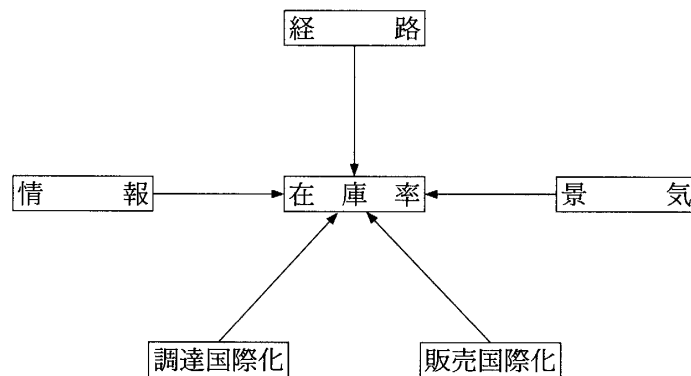 経路
情報
在庫率
景気
調達国際化
販売国際化